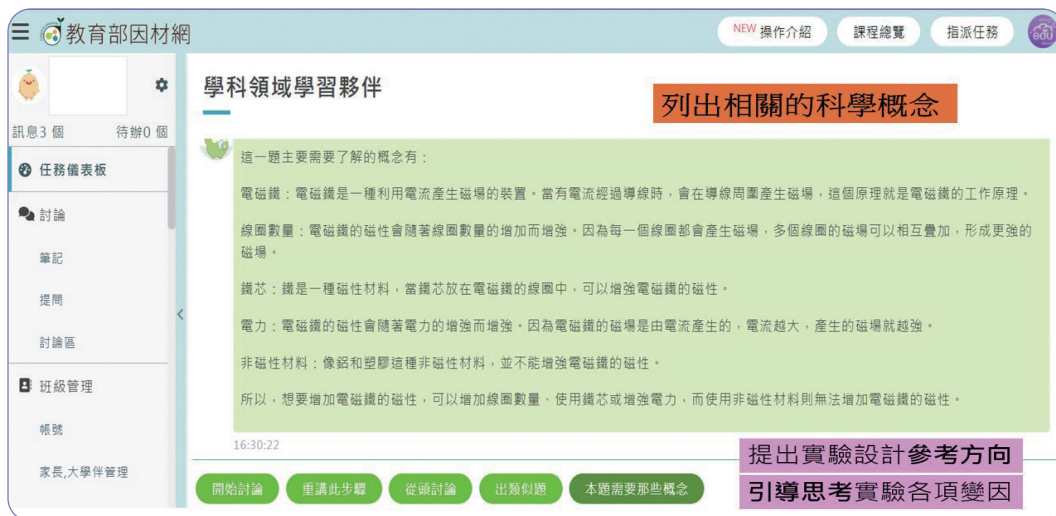 教育部因材網
NEW 操作介紹
課程總覽
指派任務
訊息3 個
待辦0 個
任務儀表板
討論
筆記
提問
討論區
班級管理
帳號
家長,大學伴管理
學科領域學習夥伴
列出相關的科學概念
這一題主要需要了解的概念有：
電磁鐵：電磁鐵是一種利用電流產生磁場的裝置。當有電流經過導線時，會在導線周圍產生磁場，這個原理就是電磁鐵的工作原理。
線圈數量：電磁鐵的磁性會隨著線圈數量的增加而增強。因為每一個線圈都會產生磁場，多個線圈的磁場可以相互疊加，形成更強的
磁場。
鐵芯：鐵是一種磁性材料，當鐵芯放在電磁鐵的線圈中，可以增強電磁鐵的磁性。
電力：電磁鐵的磁性會隨著電力的增強而增強。因為電磁鐵的磁場是由電流產生的，電流越大，產生的磁場就越強。
非磁性材料：像鋁和塑膠這種非磁性材料，並不能增強電磁鐵的磁性。
所以，想要增加電磁鐵的磁性，可以增加線圈數量、使用鐵芯或增強電力，而使用非磁性材料則無法增加電磁鐵的磁性。
16:30:22
提出實驗設計參考方向
引導思考實驗各項變因
開始討論
重講此步驟
從頭討論
出類似題
本題需要那些概念